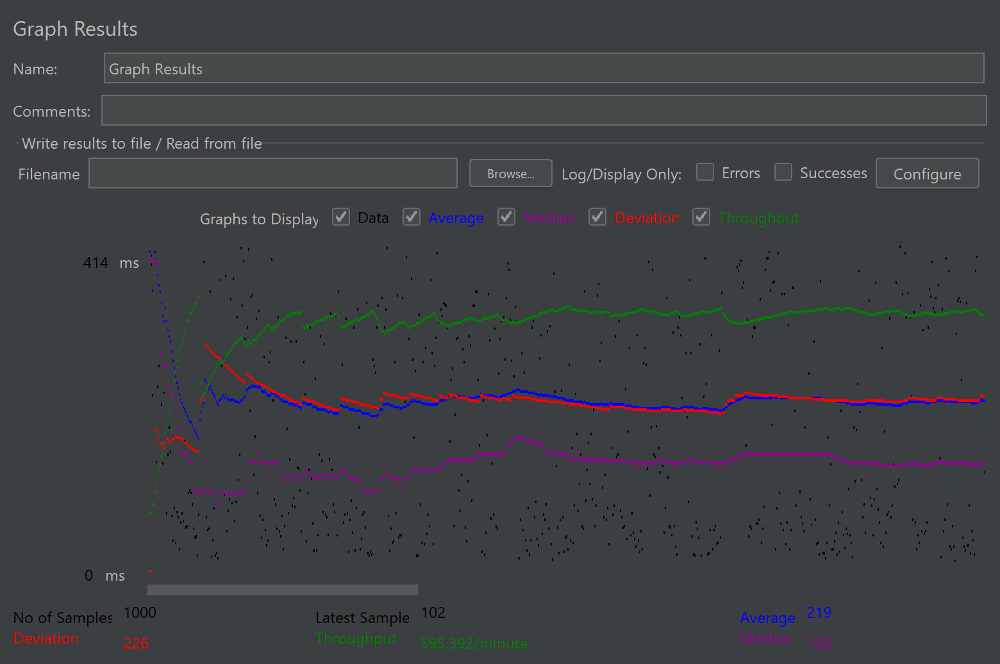 Graph Results
Name: Graph Results
Comments:
Write results to file / Read from file
Filename Browse... Log/Display Only: Errors Successes Configure
Graphs to Display Data Average Median Deviation Throughput
414 ms
0 ms
No of Samples 1000 Latest Sample 102 Average 219
Deviation 226 Throughput 595.392/minute Median 138